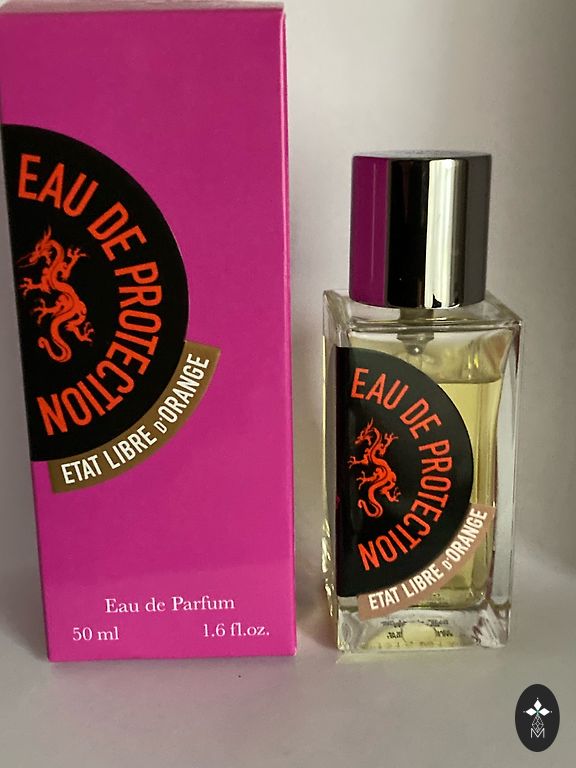 EAU DE PROTECTION
ETAT LIBRE D'ORANGE
Eau de Parfum
50 ml 1.6 fl.oz.
EAU DE PROTECTION
ETAT LIBRE D'ORANGE
M